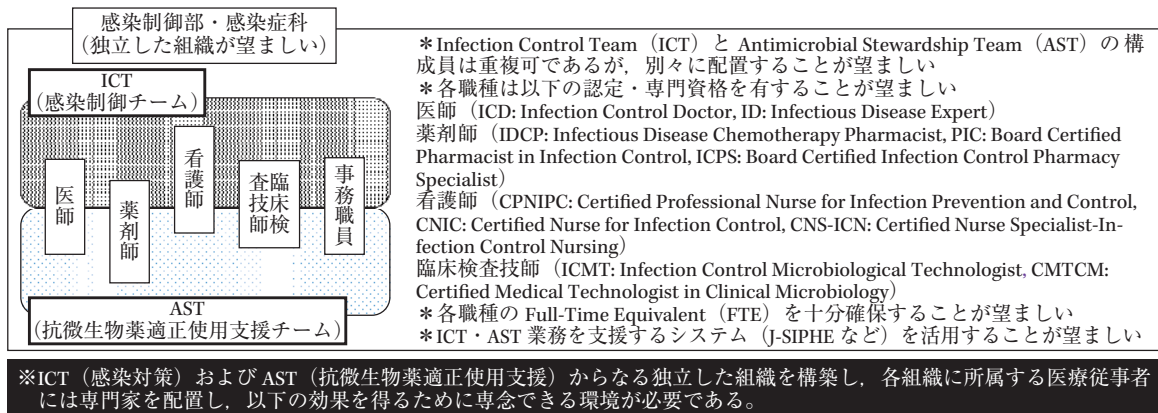 感染制御部・感染症科
(独立した組織が望ましい)
ICT
(感染制御チーム)
医師
薬剤師
看護師
臨床検査技師
事務職員
AST
(抗微生物薬適正使用支援チーム)
＊Infection Control Team（ICT）と Antimicrobial Stewardship Team（AST）の構
成員は重複可であるが，別々に配置することが望ましい
＊各職種は以下の認定・専門資格を有することが望ましい
医師（ICD: Infection Control Doctor, ID: Infectious Disease Expert）
薬剤師（IDCP: Infectious Disease Chemotherapy Pharmacist, PIC: Board Certified
Pharmacist in Infection Control, ICPS: Board Certified Infection Control Pharmacy
Specialist）
看護師（CPNIPC: Certified Professional Nurse for Infection Prevention and Control,
CNIC: Certified Nurse for Infection Control, CNS-ICN: Certified Nurse Specialist-In-
fection Control Nursing）
臨床検査技師（ICMT: Infection Control Microbiological Technologist, CMTCM:
Certified Medical Technologist in Clinical Microbiology）
＊各職種の Full-Time Equivalent（FTE）を十分確保することが望ましい
＊ICT・AST 業務を支援するシステム（J-SIPHE など）を活用することが望ましい
※ICT（感染対策）および AST（抗微生物薬適正使用支援）からなる独立した組織を構築し，各組織に所属する医療従事者
には専門家を配置し，以下の効果を得るために専念できる環境が必要である。